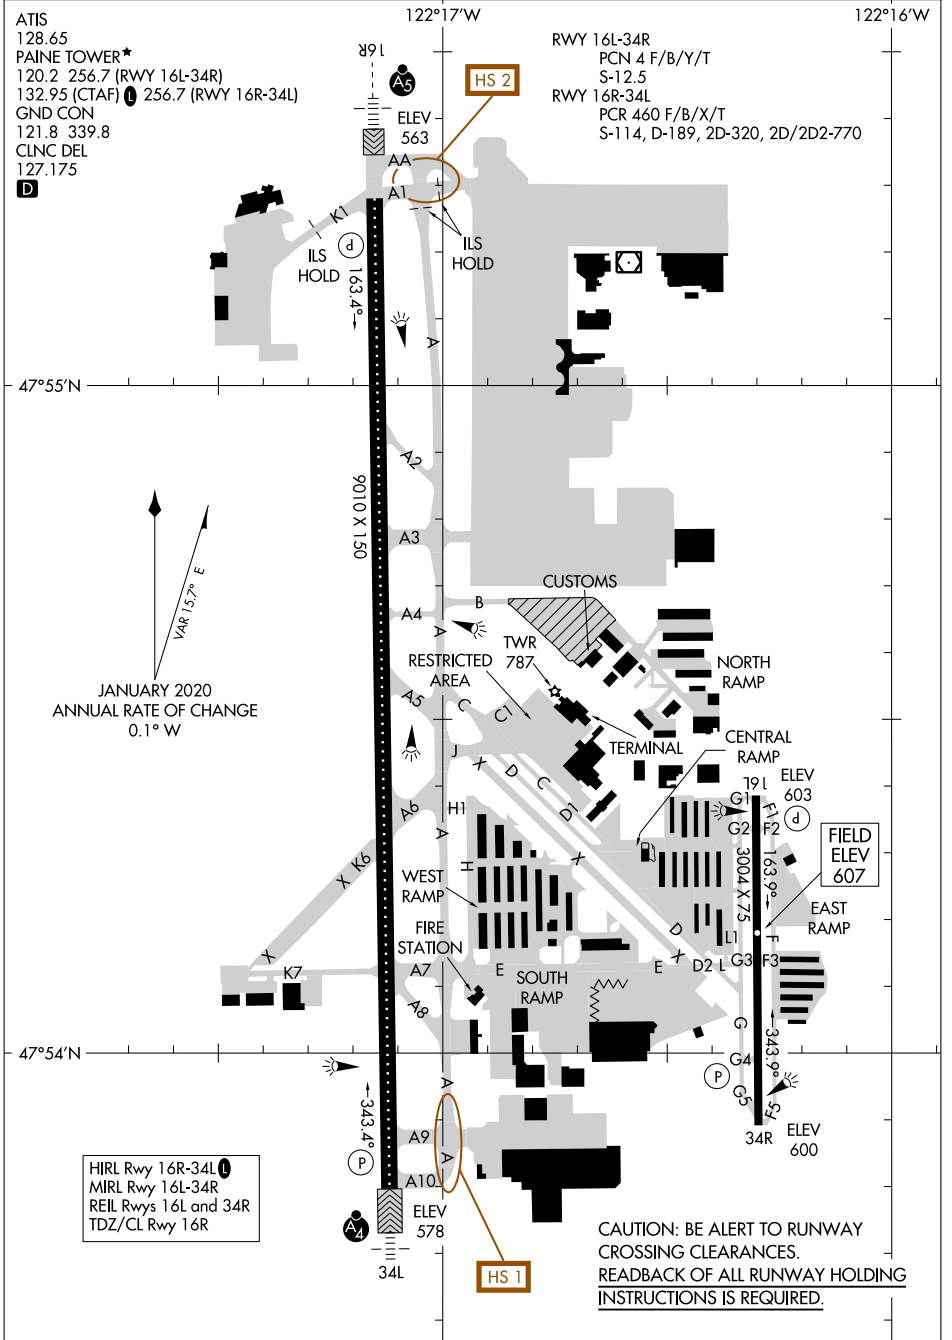 122°17'W
122°16'W
ATIS
128.65
PAINE TOWER★
120.2 256.7 (RWY 16L-34R)
132.95 (CTAF) L 256.7 (RWY 16R-34L)
GND CON
121.8 339.8
CLNC DEL
127.175
D
RWY 16L-34R
PCN 4 F/B/Y/T
S-12.5
RWY 16R-34L
PCR 460 F/B/X/T
S-114, D-189, 2D-320, 2D/2D2-770
16R
A5
HS 2
ELEV
563
AA
A1
K1
ILS
HOLD
ILS
HOLD
P
163.4°
A
47°55'N
A2
9010 X 150
A3
VAR 15.7° E
JANUARY 2020
ANNUAL RATE OF CHANGE
0.1° W
CUSTOMS
B
A4
A
TWR
787
RESTRICTED
AREA
NORTH
RAMP
A5
C
C1
TERMINAL
CENTRAL
RAMP
J
X
D
C
D1
16L
ELEV
603
G1
F1
P
A6
H1
A
G2
F2
X
FIELD
ELEV
607
3004 X 75
163.9°
K6
X
H
WEST
RAMP
FIRE
STATION
EAST
RAMP
D
L1
F
X
X
K7
A7
E
E
D2
L
G3
F3
SOUTH
RAMP
A8
G
343.9°
47°54'N
G4
A
P
G5
F5
343.4°
34R
ELEV
600
A9
A
P
A10
HIRL Rwy 16R-34L L
MIRL Rwy 16L-34R
REIL Rwys 16L and 34R
TDZ/CL Rwy 16R
A4
ELEV
578
34L
HS 1
CAUTION: BE ALERT TO RUNWAY
CROSSING CLEARANCES.
READBACK OF ALL RUNWAY HOLDING
INSTRUCTIONS IS REQUIRED.